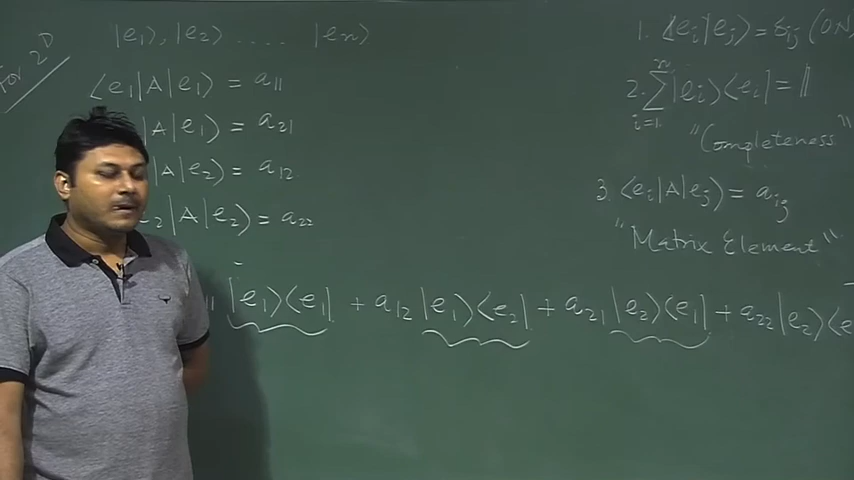 |e₁⟩, |e₂⟩ ..... |eₙ⟩
For 2D
⟨e₁|A|e₁⟩ = a₁₁
|A|e₁⟩ = a₂₁
|A|e₂⟩ = a₁₂
₂|A|e₂⟩ = a₂₂
1. ⟨eᵢ|eⱼ⟩ = δᵢⱼ (ON
2. ∑ᵢ₌₁ⁿ |eᵢ⟩⟨eᵢ| = 𝟙
"Completeness"
3. ⟨eᵢ|A|eⱼ⟩ = aᵢⱼ
"Matrix Element"
₁₁ |e₁⟩⟨e₁| + a₁₂ |e₁⟩⟨e₂| + a₂₁ |e₂⟩⟨e₁| + a₂₂ |e₂⟩⟨e